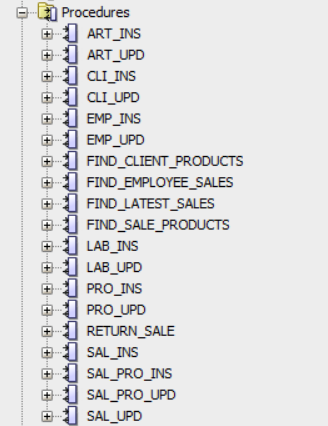 Procedures
ART_INS
ART_UPD
CLI_INS
CLI_UPD
EMP_INS
EMP_UPD
FIND_CLIENT_PRODUCTS
FIND_EMPLOYEE_SALES
FIND_LATEST_SALES
FIND_SALE_PRODUCTS
LAB_INS
LAB_UPD
PRO_INS
PRO_UPD
RETURN_SALE
SAL_INS
SAL_PRO_INS
SAL_PRO_UPD
SAL_UPD